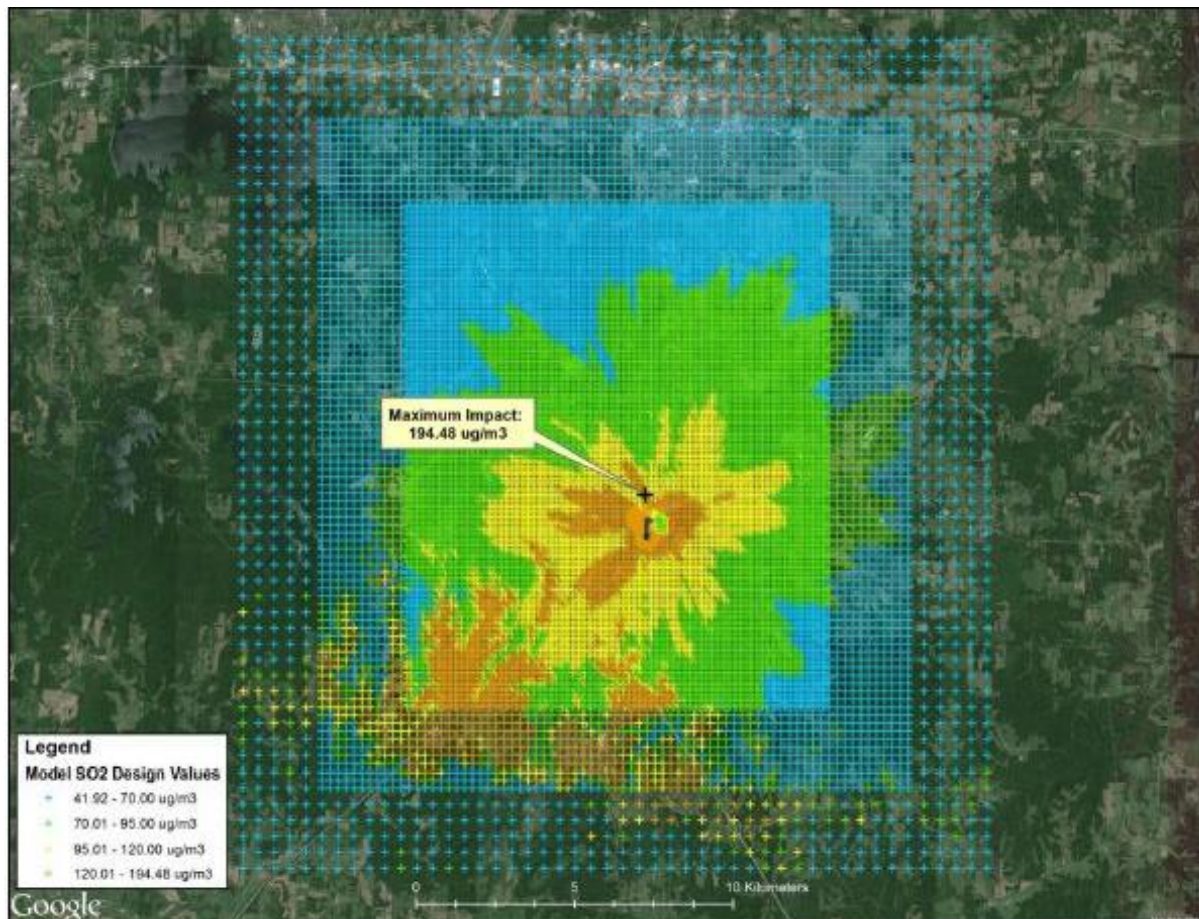 Maximum Impact:
194.48 ug/m3
Legend
Model SO2 Design Values
41.92 - 70.00 ug/m3
70.01 - 95.00 ug/m3
95.01 - 120.00 ug/m3
120.01 - 194.48 ug/m3
0 5 10 Kilometers
Google